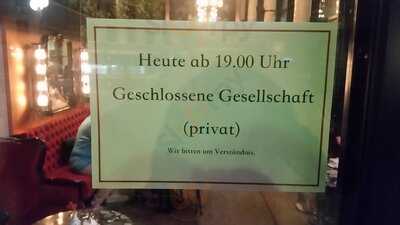 Heute ab 19.00 Uhr
Geschlossene Gesellschaft
(privat)
Wir bitten um Verständnis.